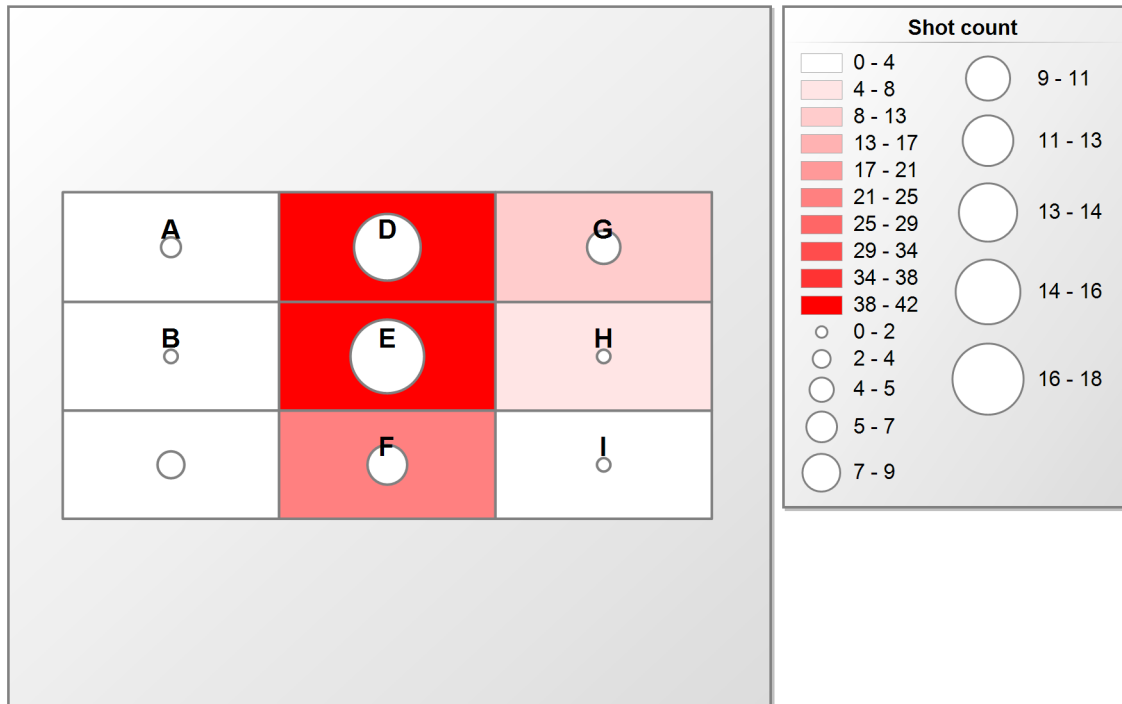 A
D
G
B
E
H
F
I
Shot count
0 - 4
4 - 8
8 - 13
13 - 17
17 - 21
21 - 25
25 - 29
29 - 34
34 - 38
38 - 42
0 - 2
2 - 4
4 - 5
5 - 7
7 - 9
9 - 11
11 - 13
13 - 14
14 - 16
16 - 18